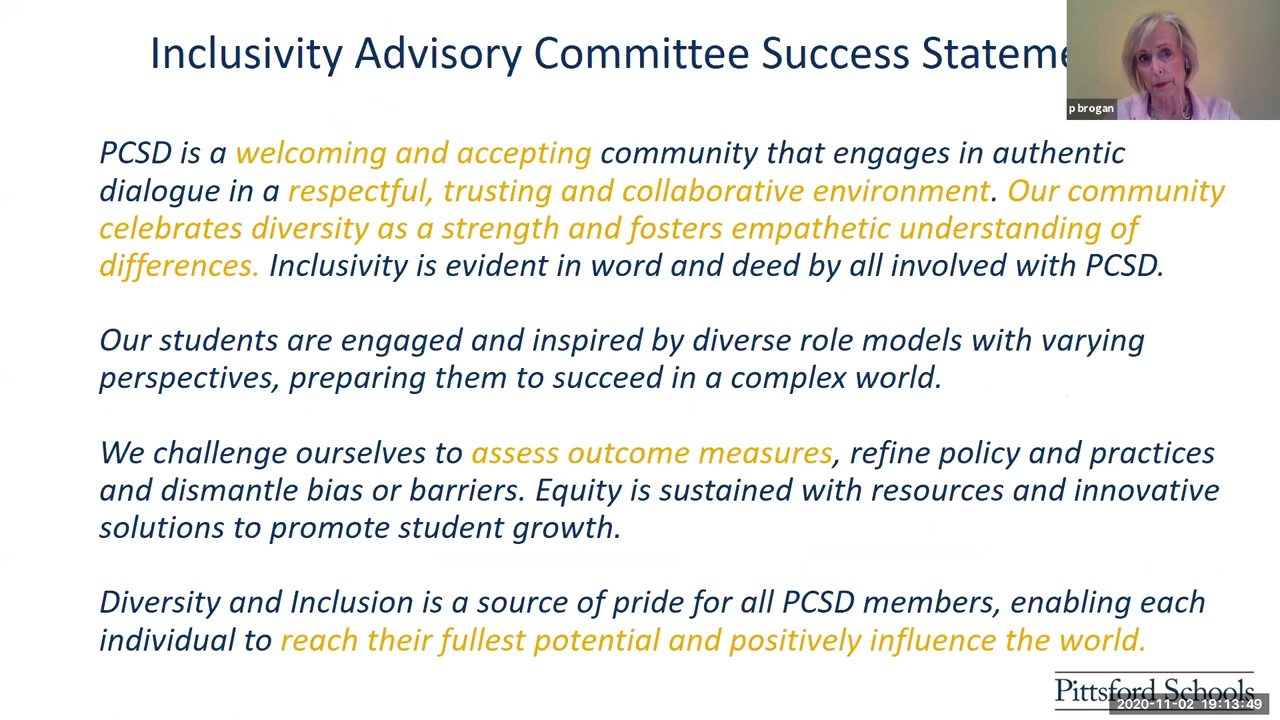 Inclusivity Advisory Committee Success Stateme
p brogan
PCSD is a welcoming and accepting community that engages in authentic
dialogue in a respectful, trusting and collaborative environment. Our community
celebrates diversity as a strength and fosters empathetic understanding of
differences. Inclusivity is evident in word and deed by all involved with PCSD.
Our students are engaged and inspired by diverse role models with varying
perspectives, preparing them to succeed in a complex world.
We challenge ourselves to assess outcome measures, refine policy and practices
and dismantle bias or barriers. Equity is sustained with resources and innovative
solutions to promote student growth.
Diversity and Inclusion is a source of pride for all PCSD members, enabling each
individual to reach their fullest potential and positively influence the world.
Pittsford Schools
2020-11-02 19:13:49